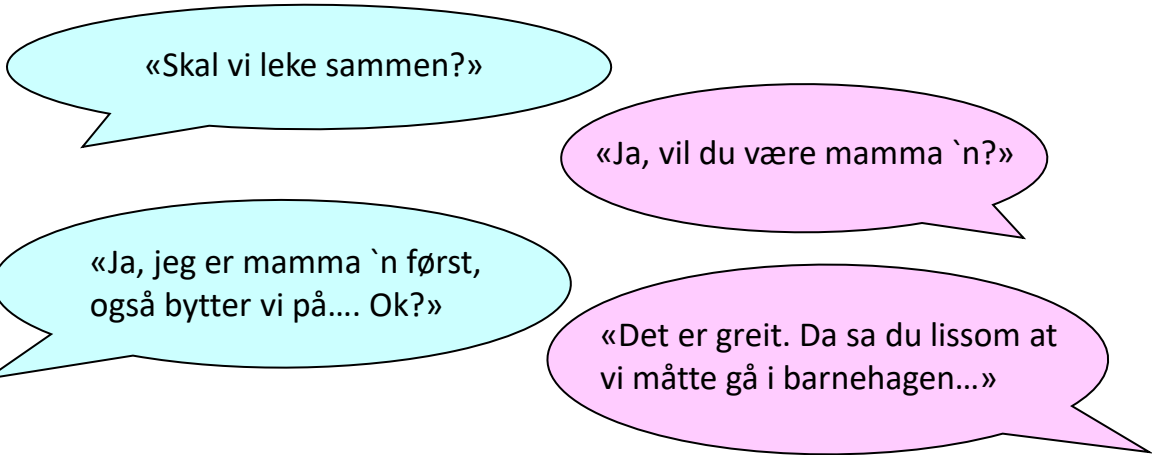 «Skal vi leke sammen?»
«Ja, vil du være mamma `n?»
«Ja, jeg er mamma `n først,
også bytter vi på…. Ok?»
«Det er greit. Da sa du lissom at
vi måtte gå i barnehagen…»